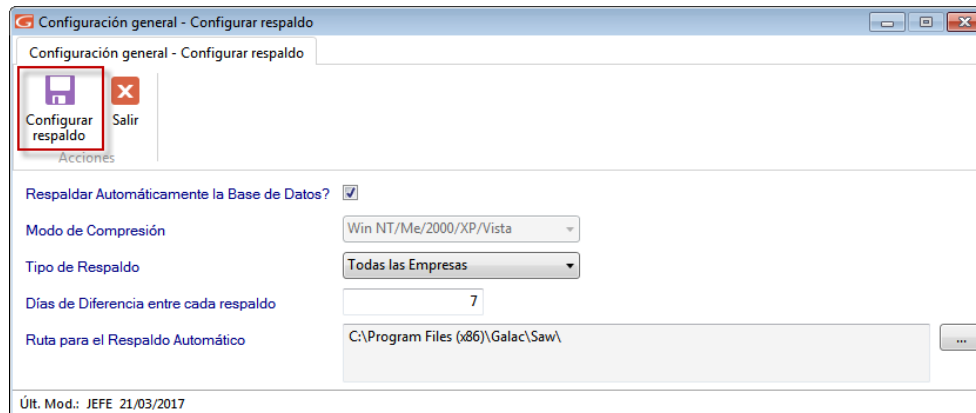 Configuración general - Configurar respaldo
Configuración general - Configurar respaldo
Configurar respaldo
Salir
Acciones
Respaldar Automáticamente la Base de Datos?
Modo de Compresión
Win NT/Me/2000/XP/Vista
Tipo de Respaldo
Todas las Empresas
Días de Diferencia entre cada respaldo
7
Ruta para el Respaldo Automático
C:\Program Files (x86)\Galac\Saw\
...
Últ. Mod.: JEFE 21/03/2017